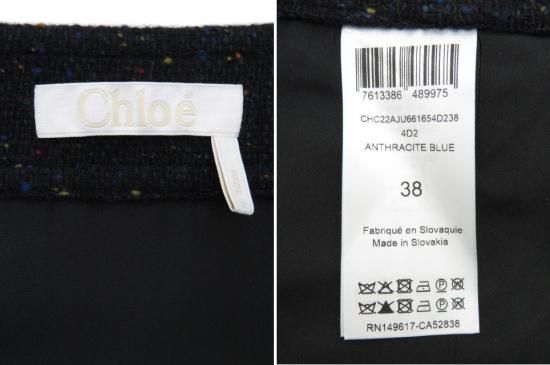 Chloé
7613386 489975
CHC22AJU661654D238
4D2
ANTHRACITE BLUE
38
Fabriqué en Slovaquie
Made in Slovakia
RN149617-CA52838